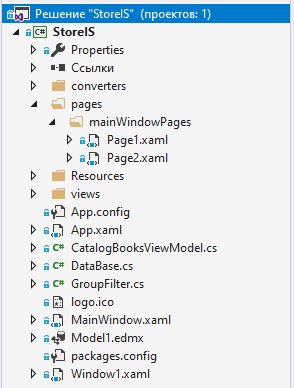 Решение "StoreIS" (проектов: 1)
C# StoreIS
Properties
Ссылки
converters
pages
mainWindowPages
Page1.xaml
Page2.xaml
Resources
views
App.config
App.xaml
C# CatalogBooksViewModel.cs
C# DataBase.cs
C# GroupFilter.cs
logo.ico
MainWindow.xaml
Model1.edmx
packages.config
Window1.xaml